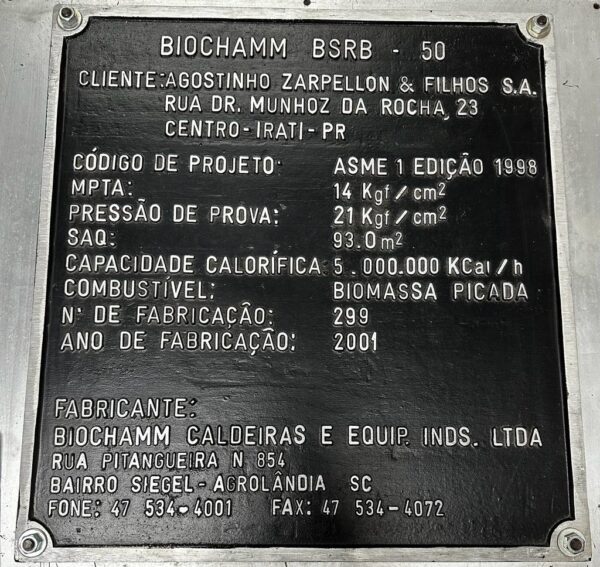 BIOCHAMM BSRB - 50
CLIENTE: AGOSTINHO ZARPELLON & FILHOS S.A.
RUA DR. MUNHOZ DA ROCHA, 23
CENTRO - IRATI - PR
CÓDIGO DE PROJETO: ASME 1 EDIÇÃO 1998
MPTA: 14 Kgf / cm²
PRESSÃO DE PROVA: 21 Kgf / cm²
SAQ: 93.0 m²
CAPACIDADE CALORÍFICA: 5.000.000 KCal / h
COMBUSTÍVEL: BIOMASSA PICADA
Nº DE FABRICAÇÃO: 299
ANO DE FABRICAÇÃO: 2001
FABRICANTE:
BIOCHAMM CALDEIRAS E EQUIP. INDS. LTDA
RUA PITANGUEIRA N 854
BAIRRO SIEGEL - AGROLÂNDIA SC
FONE: 47 534-4001 FAX: 47 534-4072